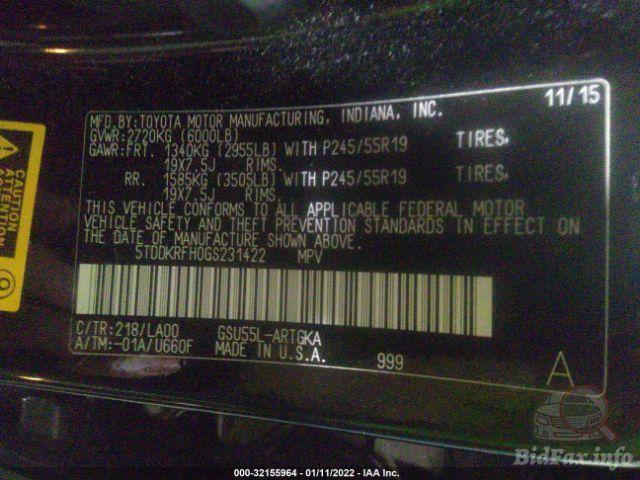 MFD.BY:TOYOTA MOTOR MANUFACTURING, INDIANA, INC. 11/15
GVWR:2720KG (6000LB)
GAWR:FRT. 1340KG (2955LB) WITH P245/55R19 TIRES,
19X7.5J RIMS.
RR. 1585KG (3505LB) WITH P245/55R19 TIRES,
19X7.5J RIMS.
THIS VEHICLE CONFORMS TO ALL APPLICABLE FEDERAL MOTOR
VEHICLE SAFETY AND THEFT PREVENTION STANDARDS IN EFFECT ON
THE DATE OF MANUFACTURE SHOWN ABOVE.
5TDDKRFH0GS231422 MPV
C/TR:218/LA00 GSU55L-ARTGKA
A/TM:-01A/U660F MADE IN U.S.A. 999
A
CAUTION
ATTENTION
000-32155964 - 01/11/2022 - IAA Inc.
BidFax.info